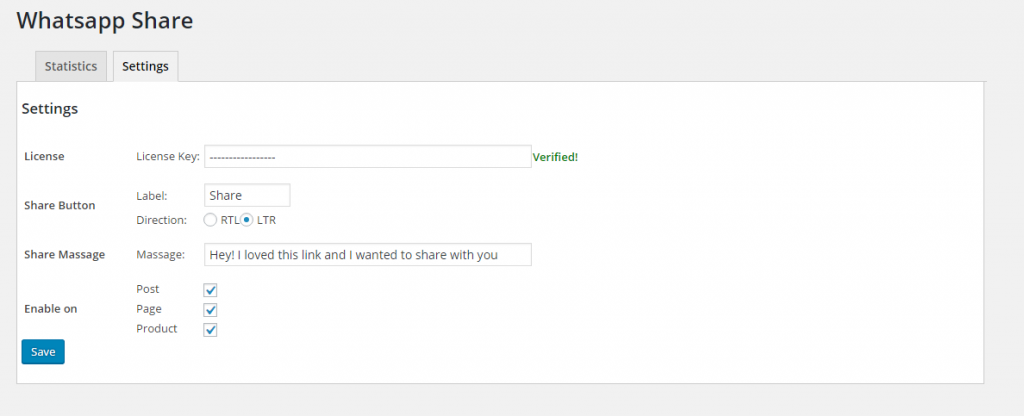 Whatsapp Share
Statistics Settings
Settings
License License Key: ----------------- Verified!
Share Button Label: Share
Direction: RTL LTR
Share Massage Massage: Hey! I loved this link and I wanted to share with you
Enable on
Post
Page
Product
Save